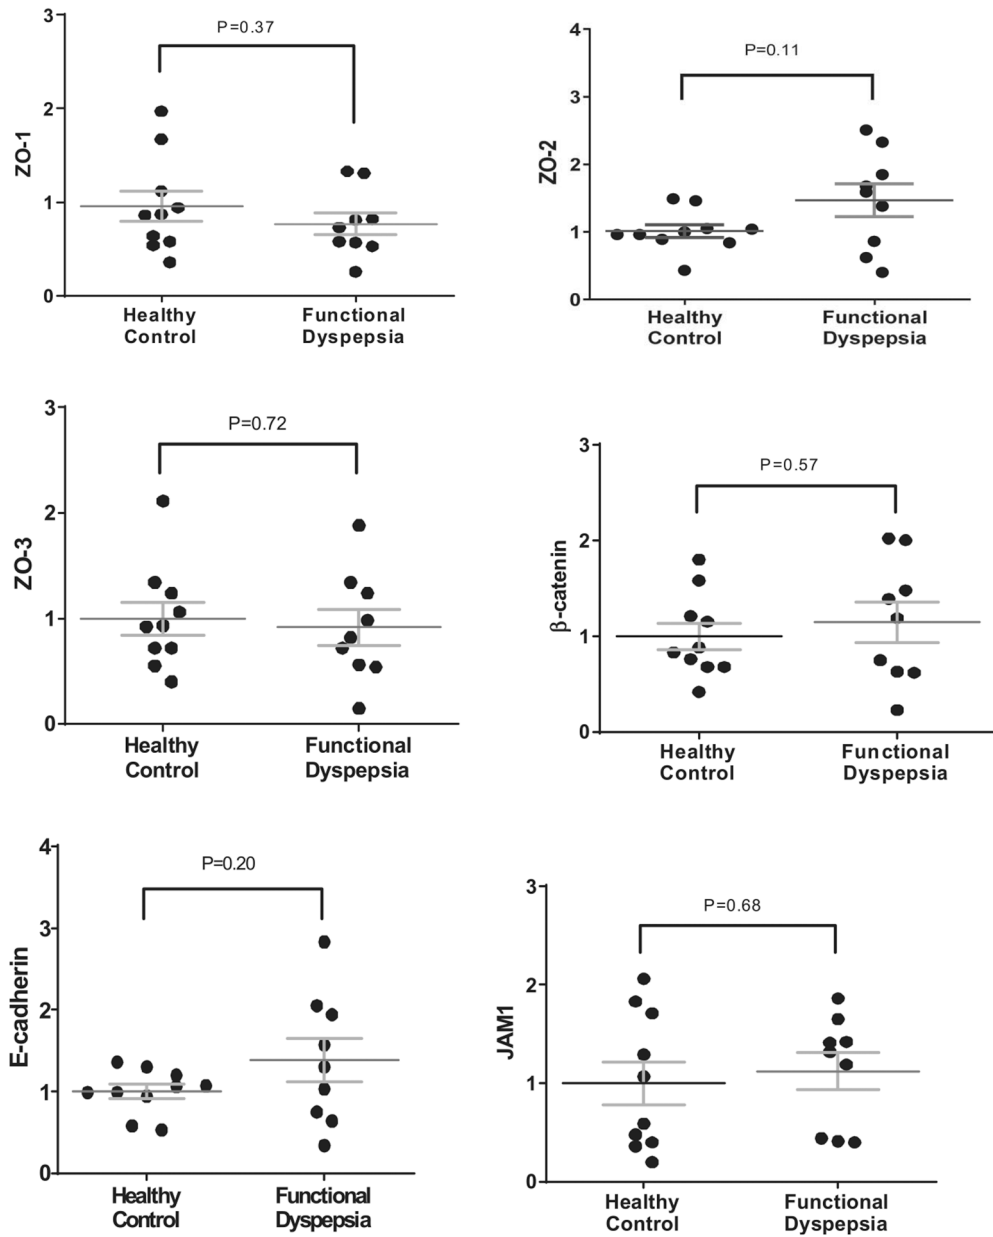 3
P=0.37
2
ZO-1
1
0
Healthy
Control
Functional
Dyspepsia
4
P=0.11
3
ZO-2
2
1
0
Healthy
Control
Functional
Dyspepsia
3
P=0.72
2
ZO-3
1
0
Healthy
Control
Functional
Dyspepsia
3
P=0.57
2
β-catenin
1
0
Healthy
Control
Functional
Dyspepsia
4
P=0.20
3
E-cadherin
2
1
0
Healthy
Control
Functional
Dyspepsia
3
P=0.68
2
JAM1
1
0
Healthy
Control
Functional
Dyspepsia